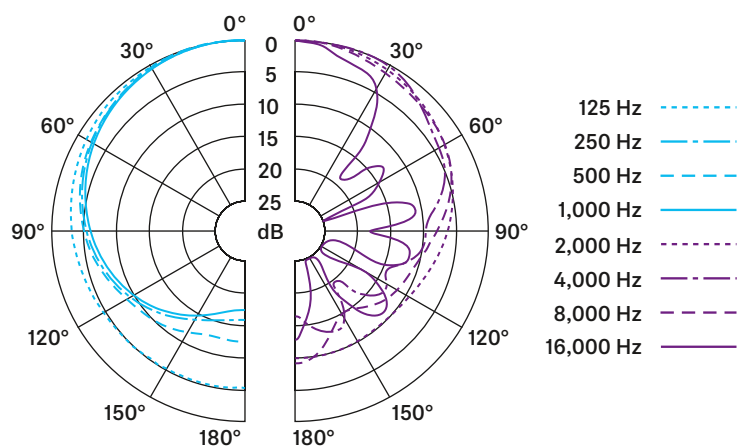 0° 0°
30° 0 30°
5
60° 10 60°
15
20
25
90° dB 90°
120° 120°
150° 150°
180° 180°
125 Hz
250 Hz
500 Hz
1,000 Hz
2,000 Hz
4,000 Hz
8,000 Hz
16,000 Hz